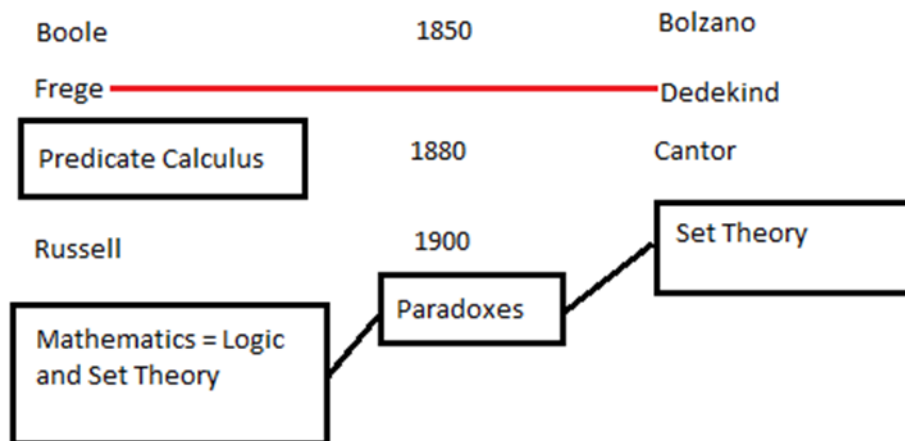 Boole 1850 Bolzano
Frege Dedekind
Predicate Calculus 1880 Cantor
Russell 1900 Set Theory
Paradoxes
Mathematics = Logic
and Set Theory